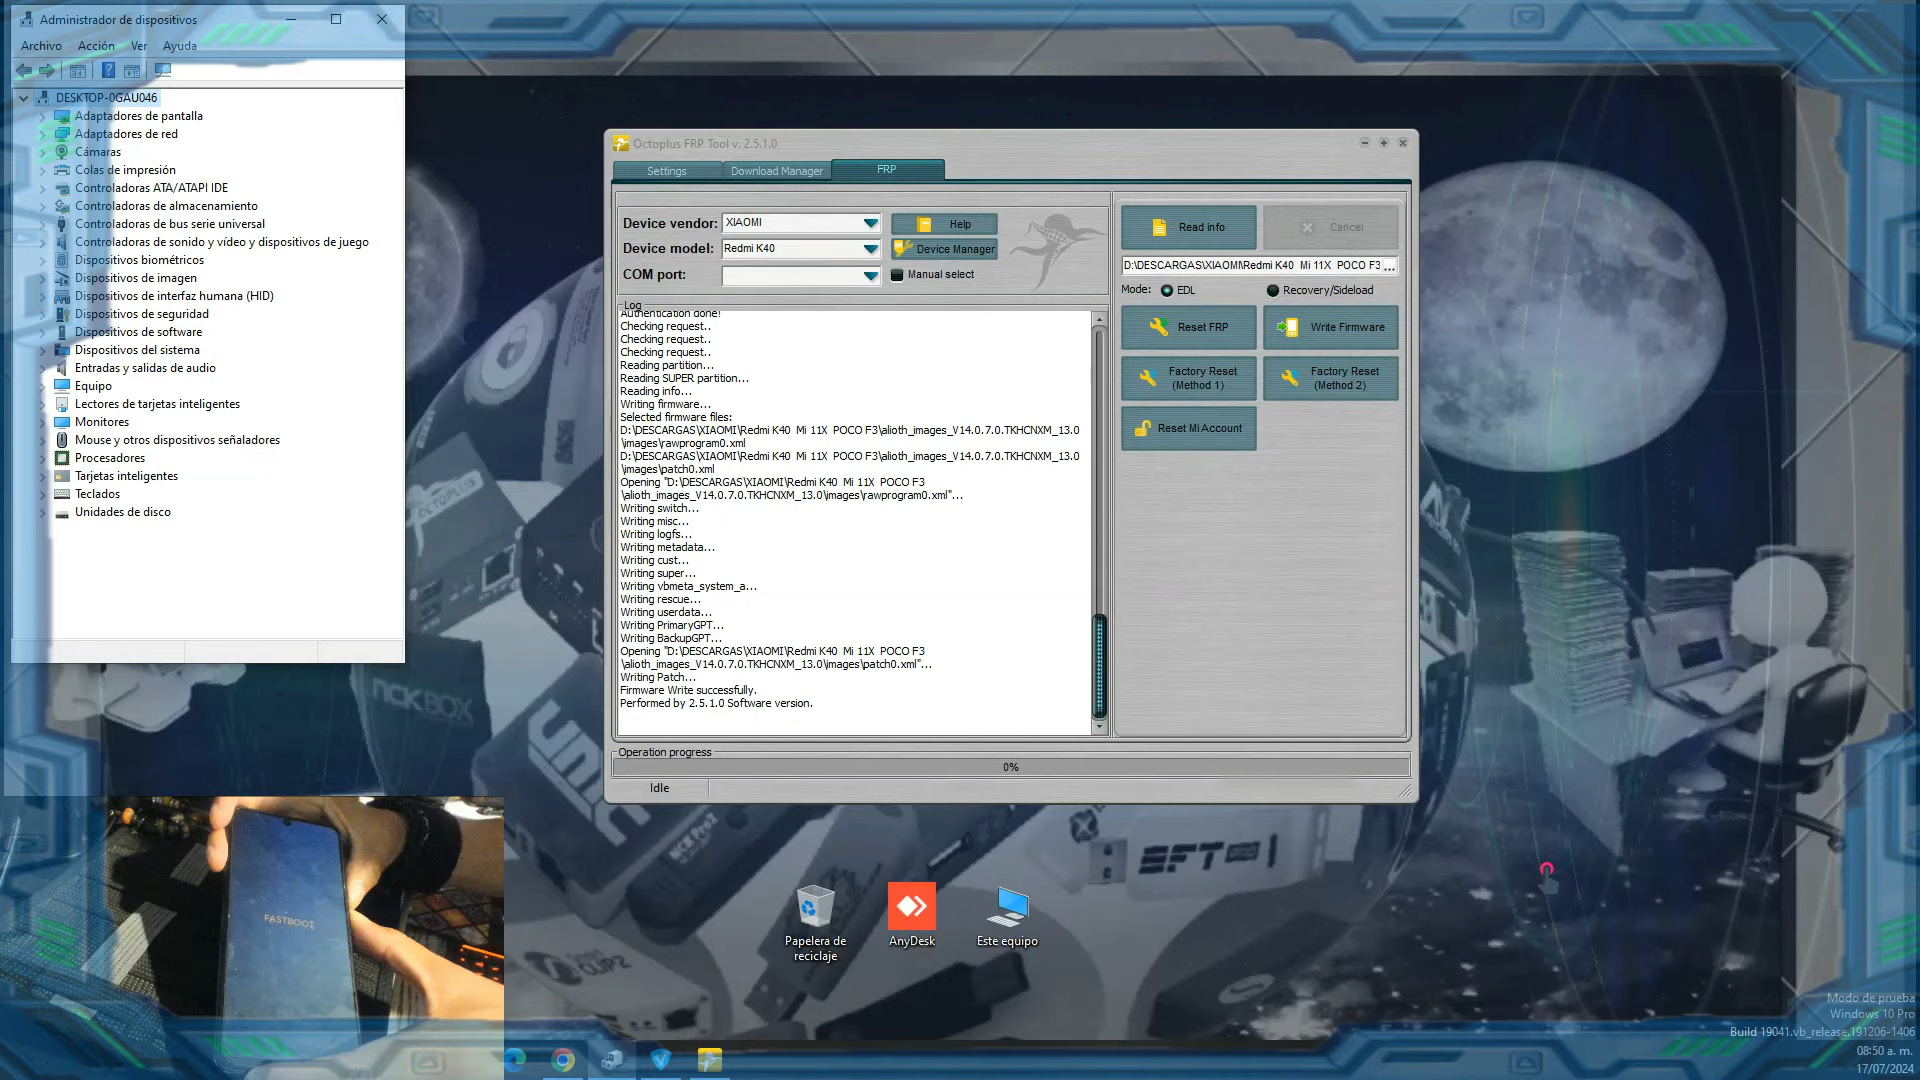 Administrador de dispositivos
Archivo Acción Ver Ayuda
DESKTOP-0GAU046
Adaptadores de pantalla
Adaptadores de red
Cámaras
Colas de impresión
Controladoras ATA/ATAPI IDE
Controladoras de almacenamiento
Controladoras de bus serie universal
Controladoras de sonido y vídeo y dispositivos de juego
Dispositivos biométricos
Dispositivos de imagen
Dispositivos de interfaz humana (HID)
Dispositivos de seguridad
Dispositivos de software
Dispositivos del sistema
Entradas y salidas de audio
Equipo
Lectores de tarjetas inteligentes
Monitores
Mouse y otros dispositivos señaladores
Procesadores
Tarjetas inteligentes
Teclados
Unidades de disco
Octoplus FRP Tool v. 2.5.1.0
Settings Download Manager FRP
Device vendor: XIAOMI Help
Device model: Redmi K40 Device Manager
COM port: Manual select
Log
Authentication done!
Checking request..
Checking request..
Checking request..
Reading partition...
Reading SUPER partition...
Reading info...
Writing firmware...
Selected firmware files:
D:\DESCARGAS\XIAOMI\Redmi K40 Mi 11X POCO F3\alioth_images_V14.0.7.0.TKHCNXM_13.0
\images\rawprogram0.xml
D:\DESCARGAS\XIAOMI\Redmi K40 Mi 11X POCO F3\alioth_images_V14.0.7.0.TKHCNXM_13.0
\images\patch0.xml
Opening "D:\DESCARGAS\XIAOMI\Redmi K40 Mi 11X POCO F3
\alioth_images_V14.0.7.0.TKHCNXM_13.0\images\rawprogram0.xml"...
Writing switch...
Writing misc...
Writing logfs...
Writing metadata...
Writing cust...
Writing super...
Writing vbmeta_system_a...
Writing rescue...
Writing userdata...
Writing PrimaryGPT...
Writing BackupGPT...
Opening "D:\DESCARGAS\XIAOMI\Redmi K40 Mi 11X POCO F3
\alioth_images_V14.0.7.0.TKHCNXM_13.0\images\patch0.xml"...
Writing Patch...
Firmware Write successfully.
Performed by 2.5.1.0 Software version.
Read info Cancel
D:\DESCARGAS\XIAOMI\Redmi K40 Mi 11X POCO F3 ...
Mode: EDL Recovery/Sideload
Reset FRP Write Firmware
Factory Reset
(Method 1)
Factory Reset
(Method 2)
Reset Mi Account
Operation progress
0%
Idle
OCTOPLUS
NCK BOX
UMT
NCK Pro2
EFT
FASTBOOT
Papelera de
reciclaje
AnyDesk
Este equipo
Modo de prueba
Windows 10 Pro
Build 19041.vb_release.191206-1406
08:50 a. m.
17/07/2024